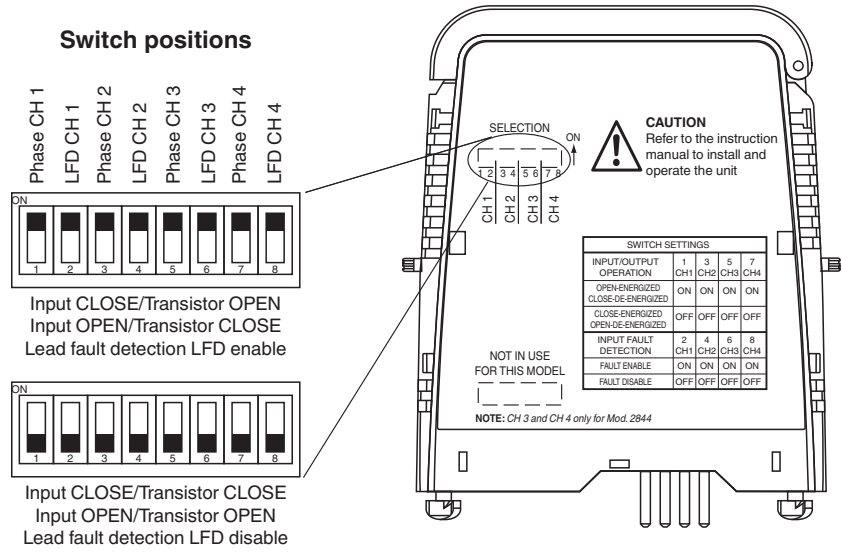 Switch positions
Phase CH 1
LFD CH 1
Phase CH 2
LFD CH 2
Phase CH 3
LFD CH 3
Phase CH 4
LFD CH 4
ON
1 2 3 4 5 6 7 8
Input CLOSE/Transistor OPEN
Input OPEN/Transistor CLOSE
Lead fault detection LFD enable
ON
1 2 3 4 5 6 7 8
Input CLOSE/Transistor CLOSE
Input OPEN/Transistor OPEN
Lead fault detection LFD disable
SELECTION
ON
1 2 3 4 5 6 7 8
CH 1
CH 2
CH 3
CH 4
CAUTION
Refer to the instruction
manual to install and
operate the unit
SWITCH SETTINGS
INPUT/OUTPUT 1 3 5 7
OPERATION CH1 CH2 CH3 CH4
OPEN-ENERGIZED
CLOSE-DE-ENERGIZED ON ON ON ON
CLOSE-ENERGIZED
OPEN-DE-ENERGIZED OFF OFF OFF OFF
INPUT FAULT 2 4 6 8
DETECTION CH1 CH2 CH3 CH4
FAULT ENABLE ON ON ON ON
FAULT DISABLE OFF OFF OFF OFF
NOT IN USE
FOR THIS MODEL
NOTE: CH 3 and CH 4 only for Mod. 2844